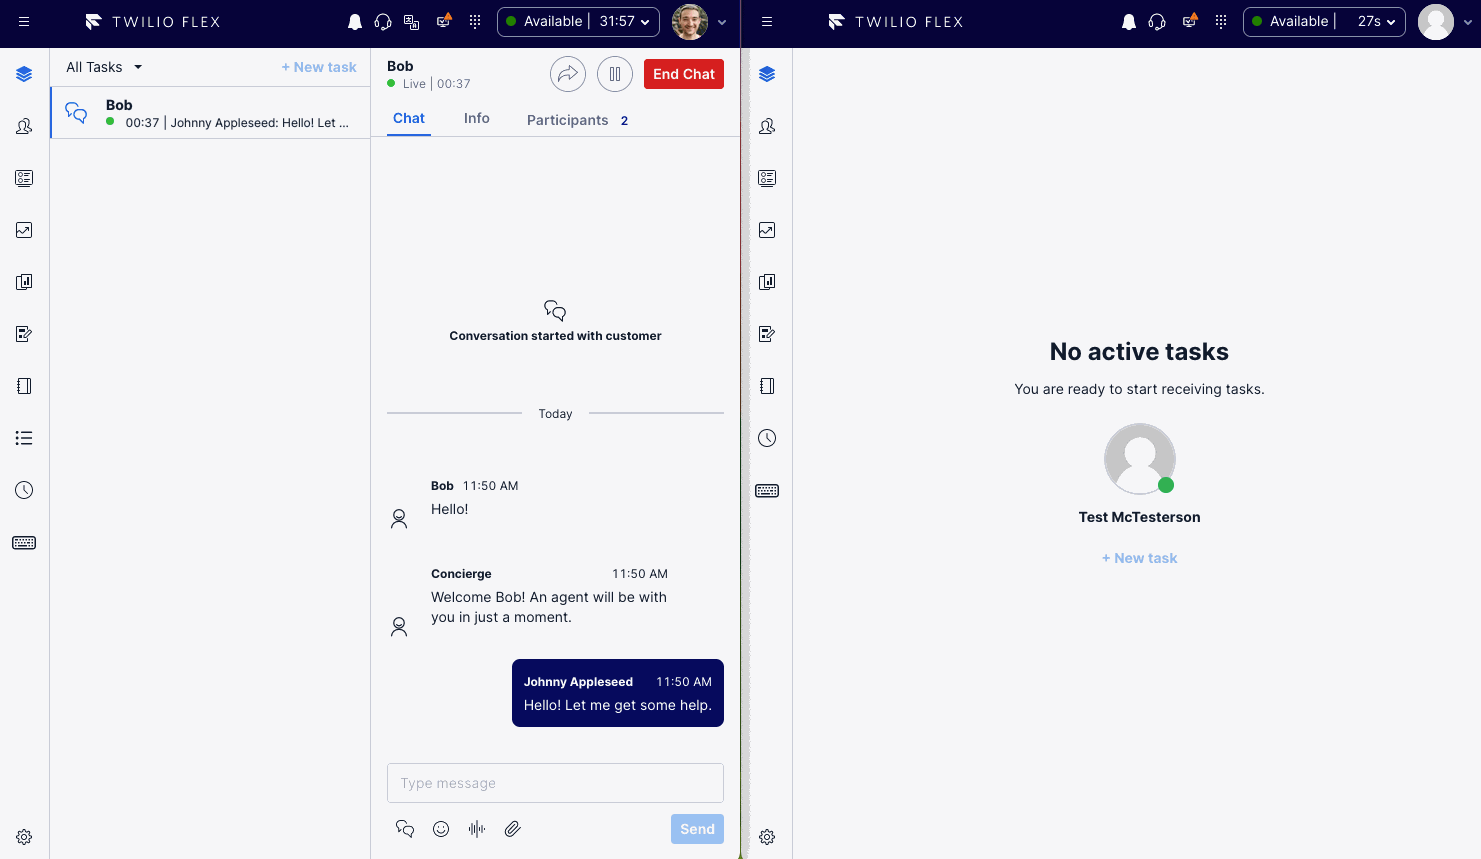 TWILIO FLEX
Available | 31:57
All Tasks
+ New task
Bob
00:37 | Johnny Appleseed: Hello! Let ...
Bob
Live | 00:37
End Chat
Chat
Info
Participants 2
Conversation started with customer
Today
Bob 11:50 AM
Hello!
Concierge 11:50 AM
Welcome Bob! An agent will be with
you in just a moment.
Johnny Appleseed 11:50 AM
Hello! Let me get some help.
Type message
Send
TWILIO FLEX
Available | 27s
No active tasks
You are ready to start receiving tasks.
Test McTesterson
+ New task